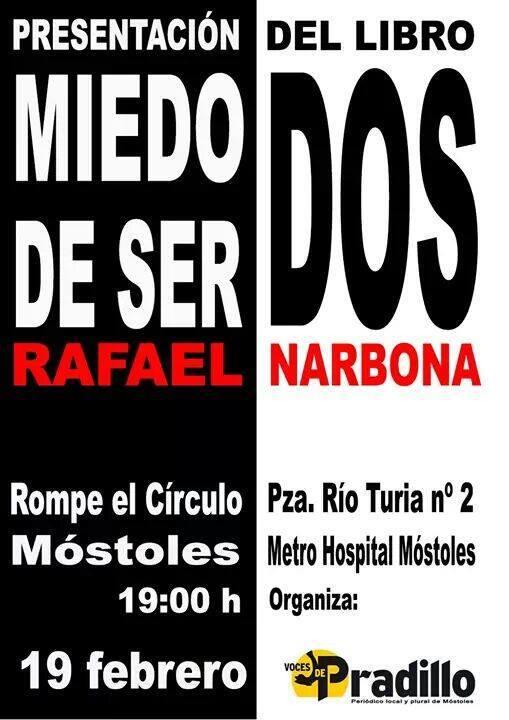 PRESENTACIÓN DEL LIBRO
MIEDO
DE SER
DOS
RAFAEL NARBONA
Rompe el Círculo
Móstoles
19:00 h
19 febrero
Pza. Río Turia nº 2
Metro Hospital Móstoles
Organiza:
VOCES DE
Pradillo
Periódico local y plural de Móstoles